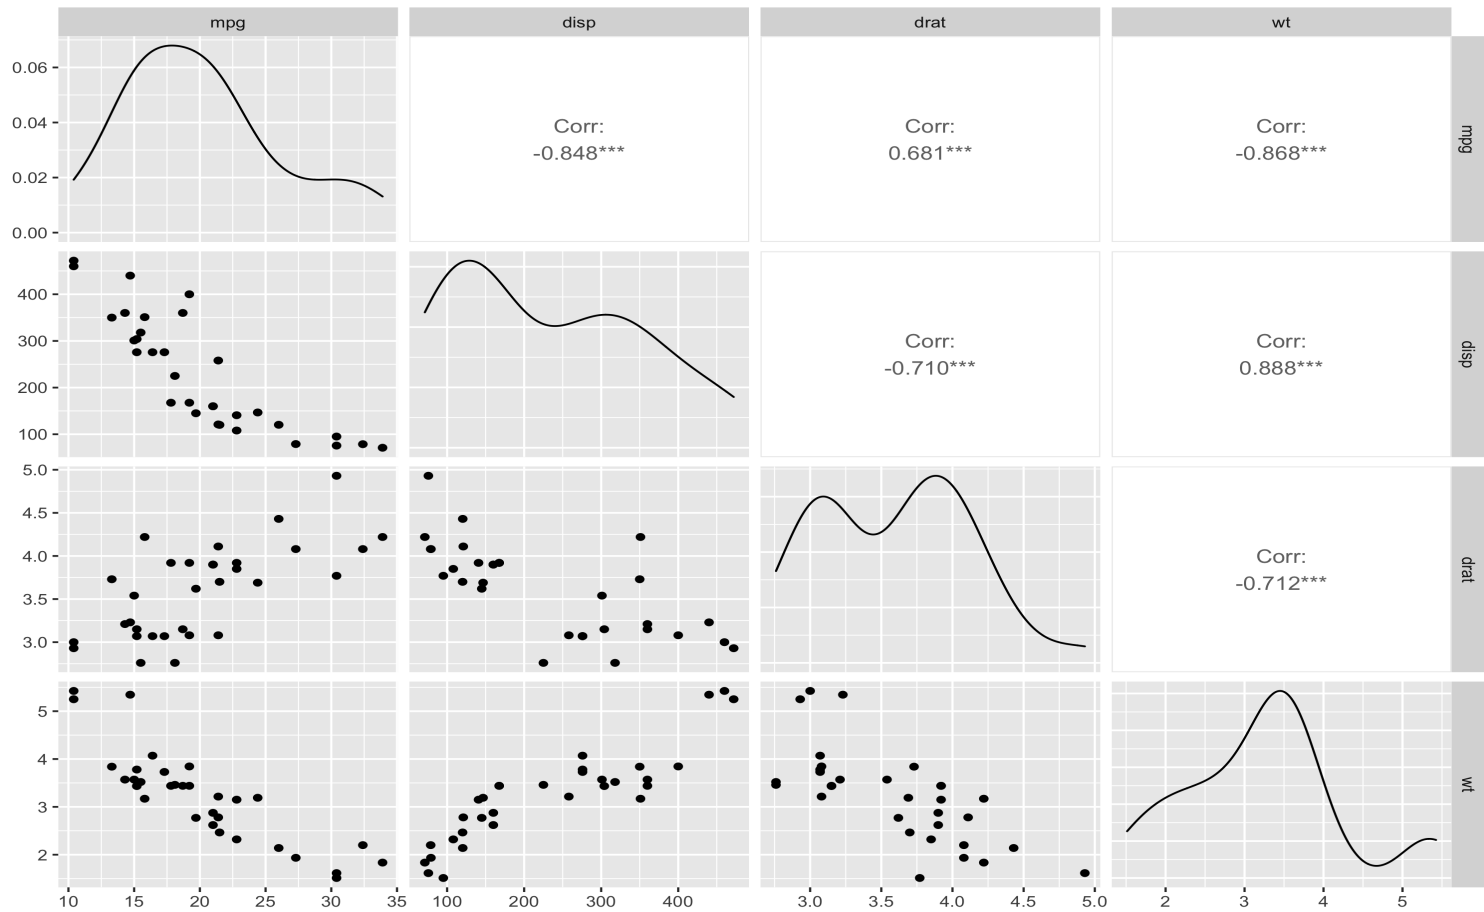 mpg disp drat wt
0.06
0.04
0.02
0.00
Corr:
-0.848***
Corr:
0.681***
Corr:
-0.868***
mpg
400
300
200
100
Corr:
-0.710***
Corr:
0.888***
disp
5.0
4.5
4.0
3.5
3.0
Corr:
-0.712***
drat
5
4
3
2
wt
10 15 20 25 30 35 100 200 300 400 3.0 3.5 4.0 4.5 5.0 2 3 4 5